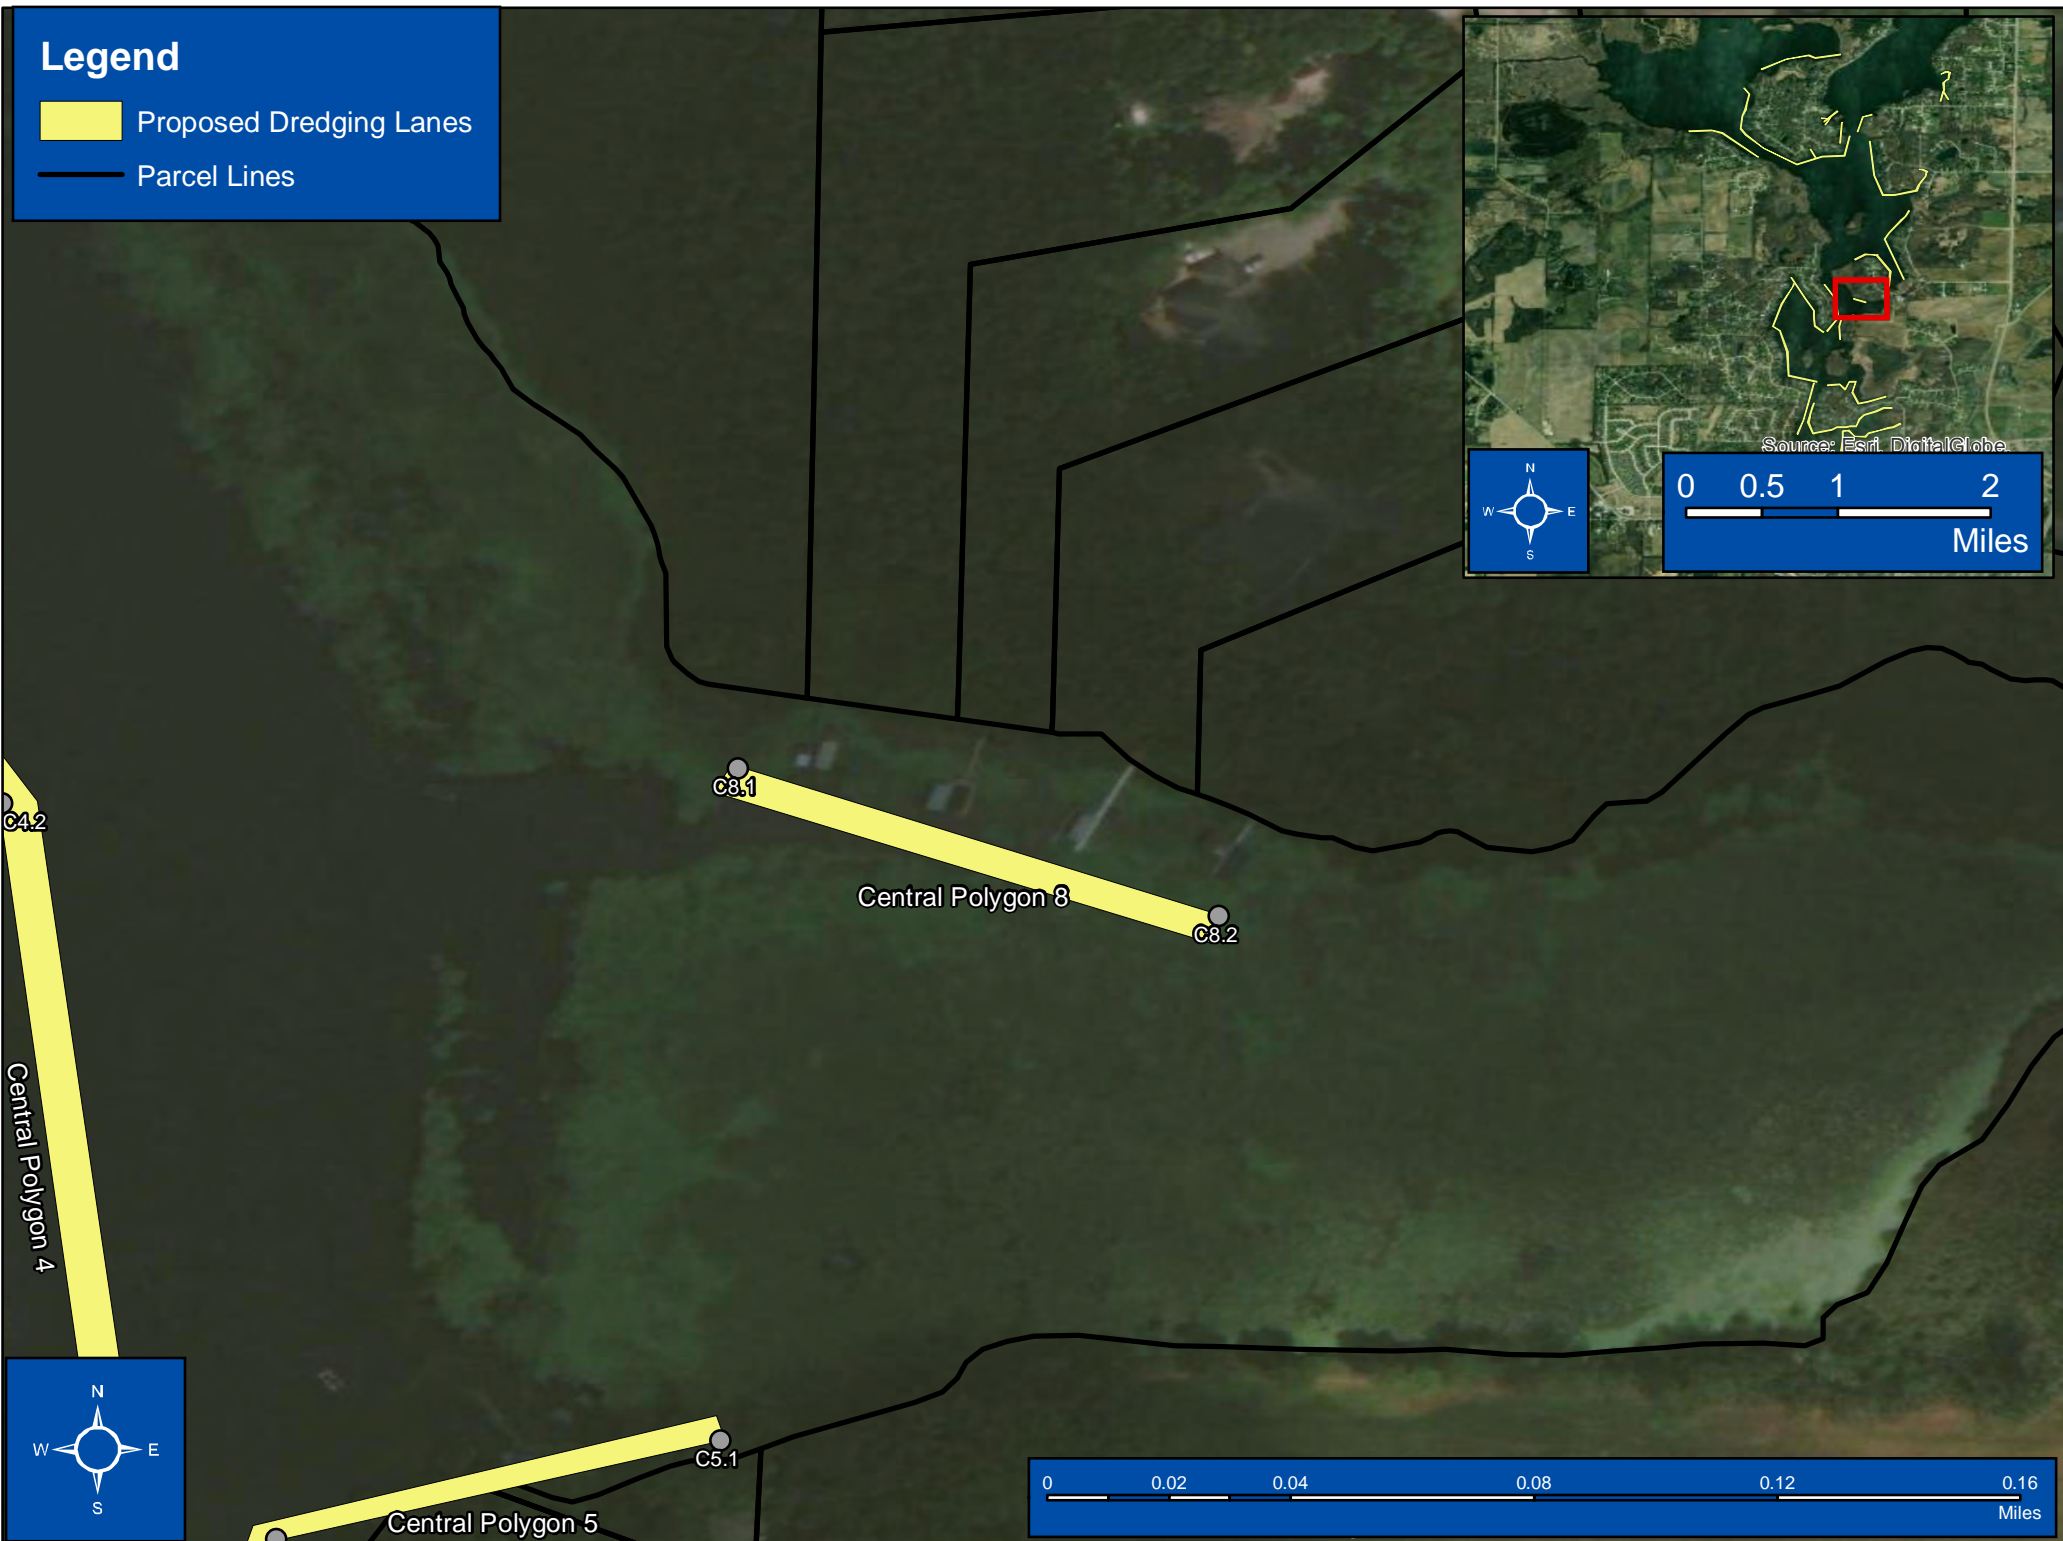 Legend
Proposed Dredging Lanes
Parcel Lines
Source: Esri, DigitalGlobe,
N
W E
S
0 0.5 1 2
Miles
C8.1
C4.2
Central Polygon 8
C8.2
Central Polygon 4
N
W E
S
C5.1
Central Polygon 5
0 0.02 0.04 0.08 0.12 0.16
Miles